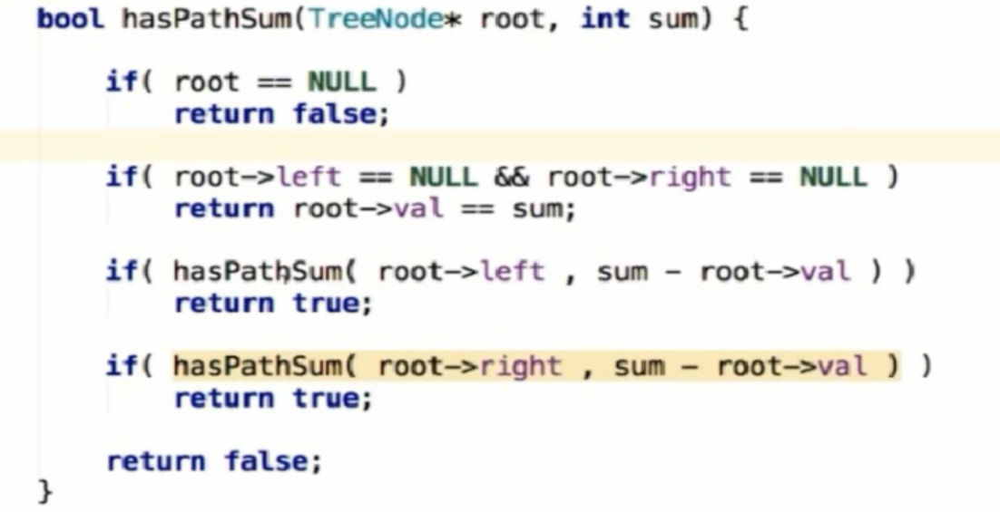 bool hasPathSum(TreeNode* root, int sum) {
if( root == NULL )
return false;
if( root->left == NULL && root->right == NULL )
return root->val == sum;
if( hasPathSum( root->left , sum - root->val ) )
return true;
if( hasPathSum( root->right , sum - root->val ) )
return true;
return false;
}